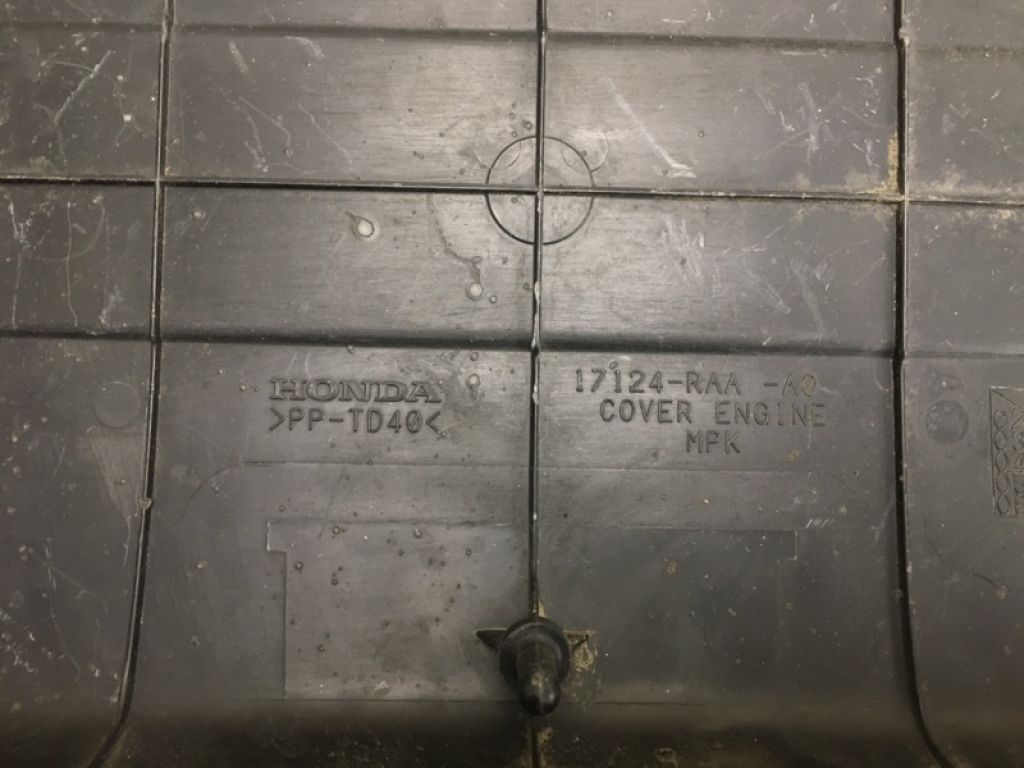 HONDA
>PP-TD40<
17124-RAA -A0
COVER ENGINE
MPK